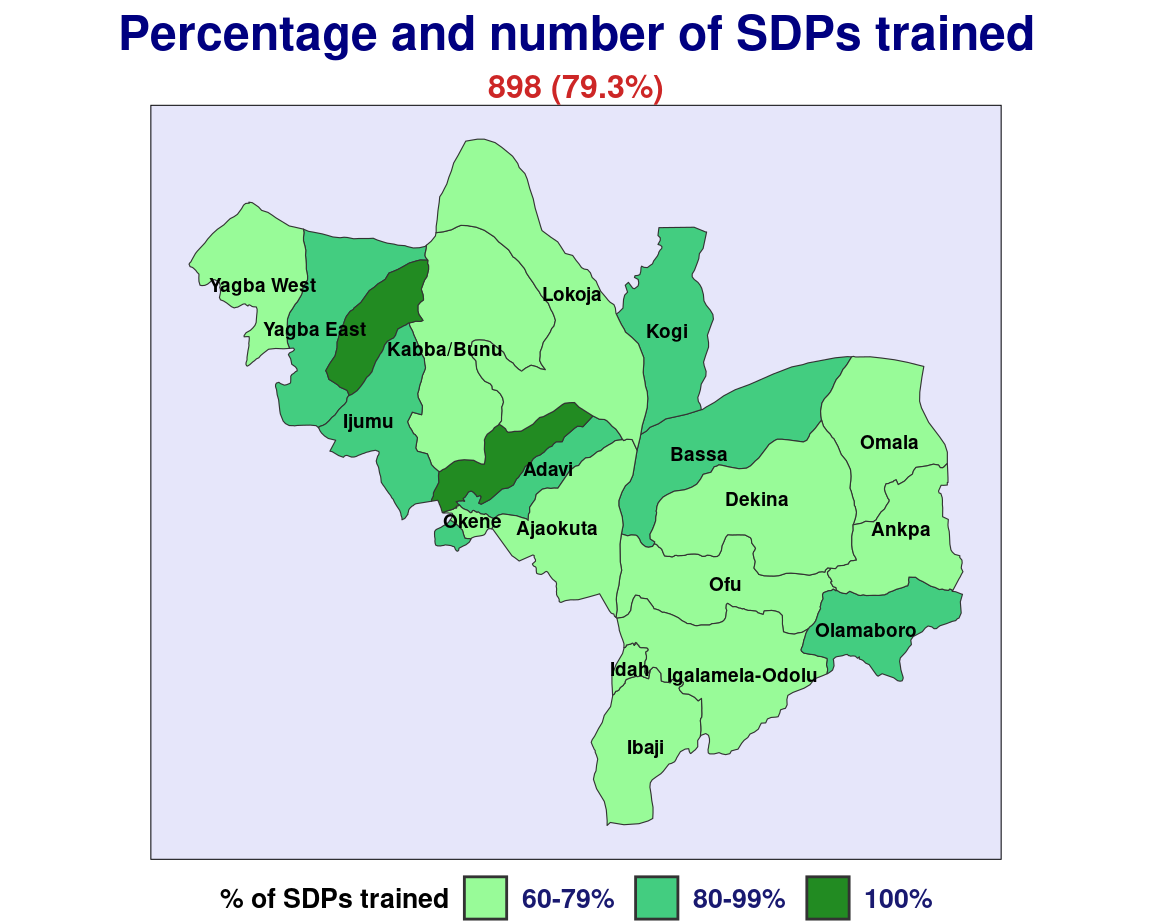 Percentage and number of SDPs trained
898 (79.3%)
Yagba West
Lokoja
Yagba East
Kogi
Kabba/Bunu
Ijumu
Omala
Bassa
Adavi
Dekina
Okene
Ajaokuta
Ankpa
Ofu
Olamaboro
Idah
Igalamela-Odolu
Ibaji
% of SDPs trained 60-79% 80-99% 100%